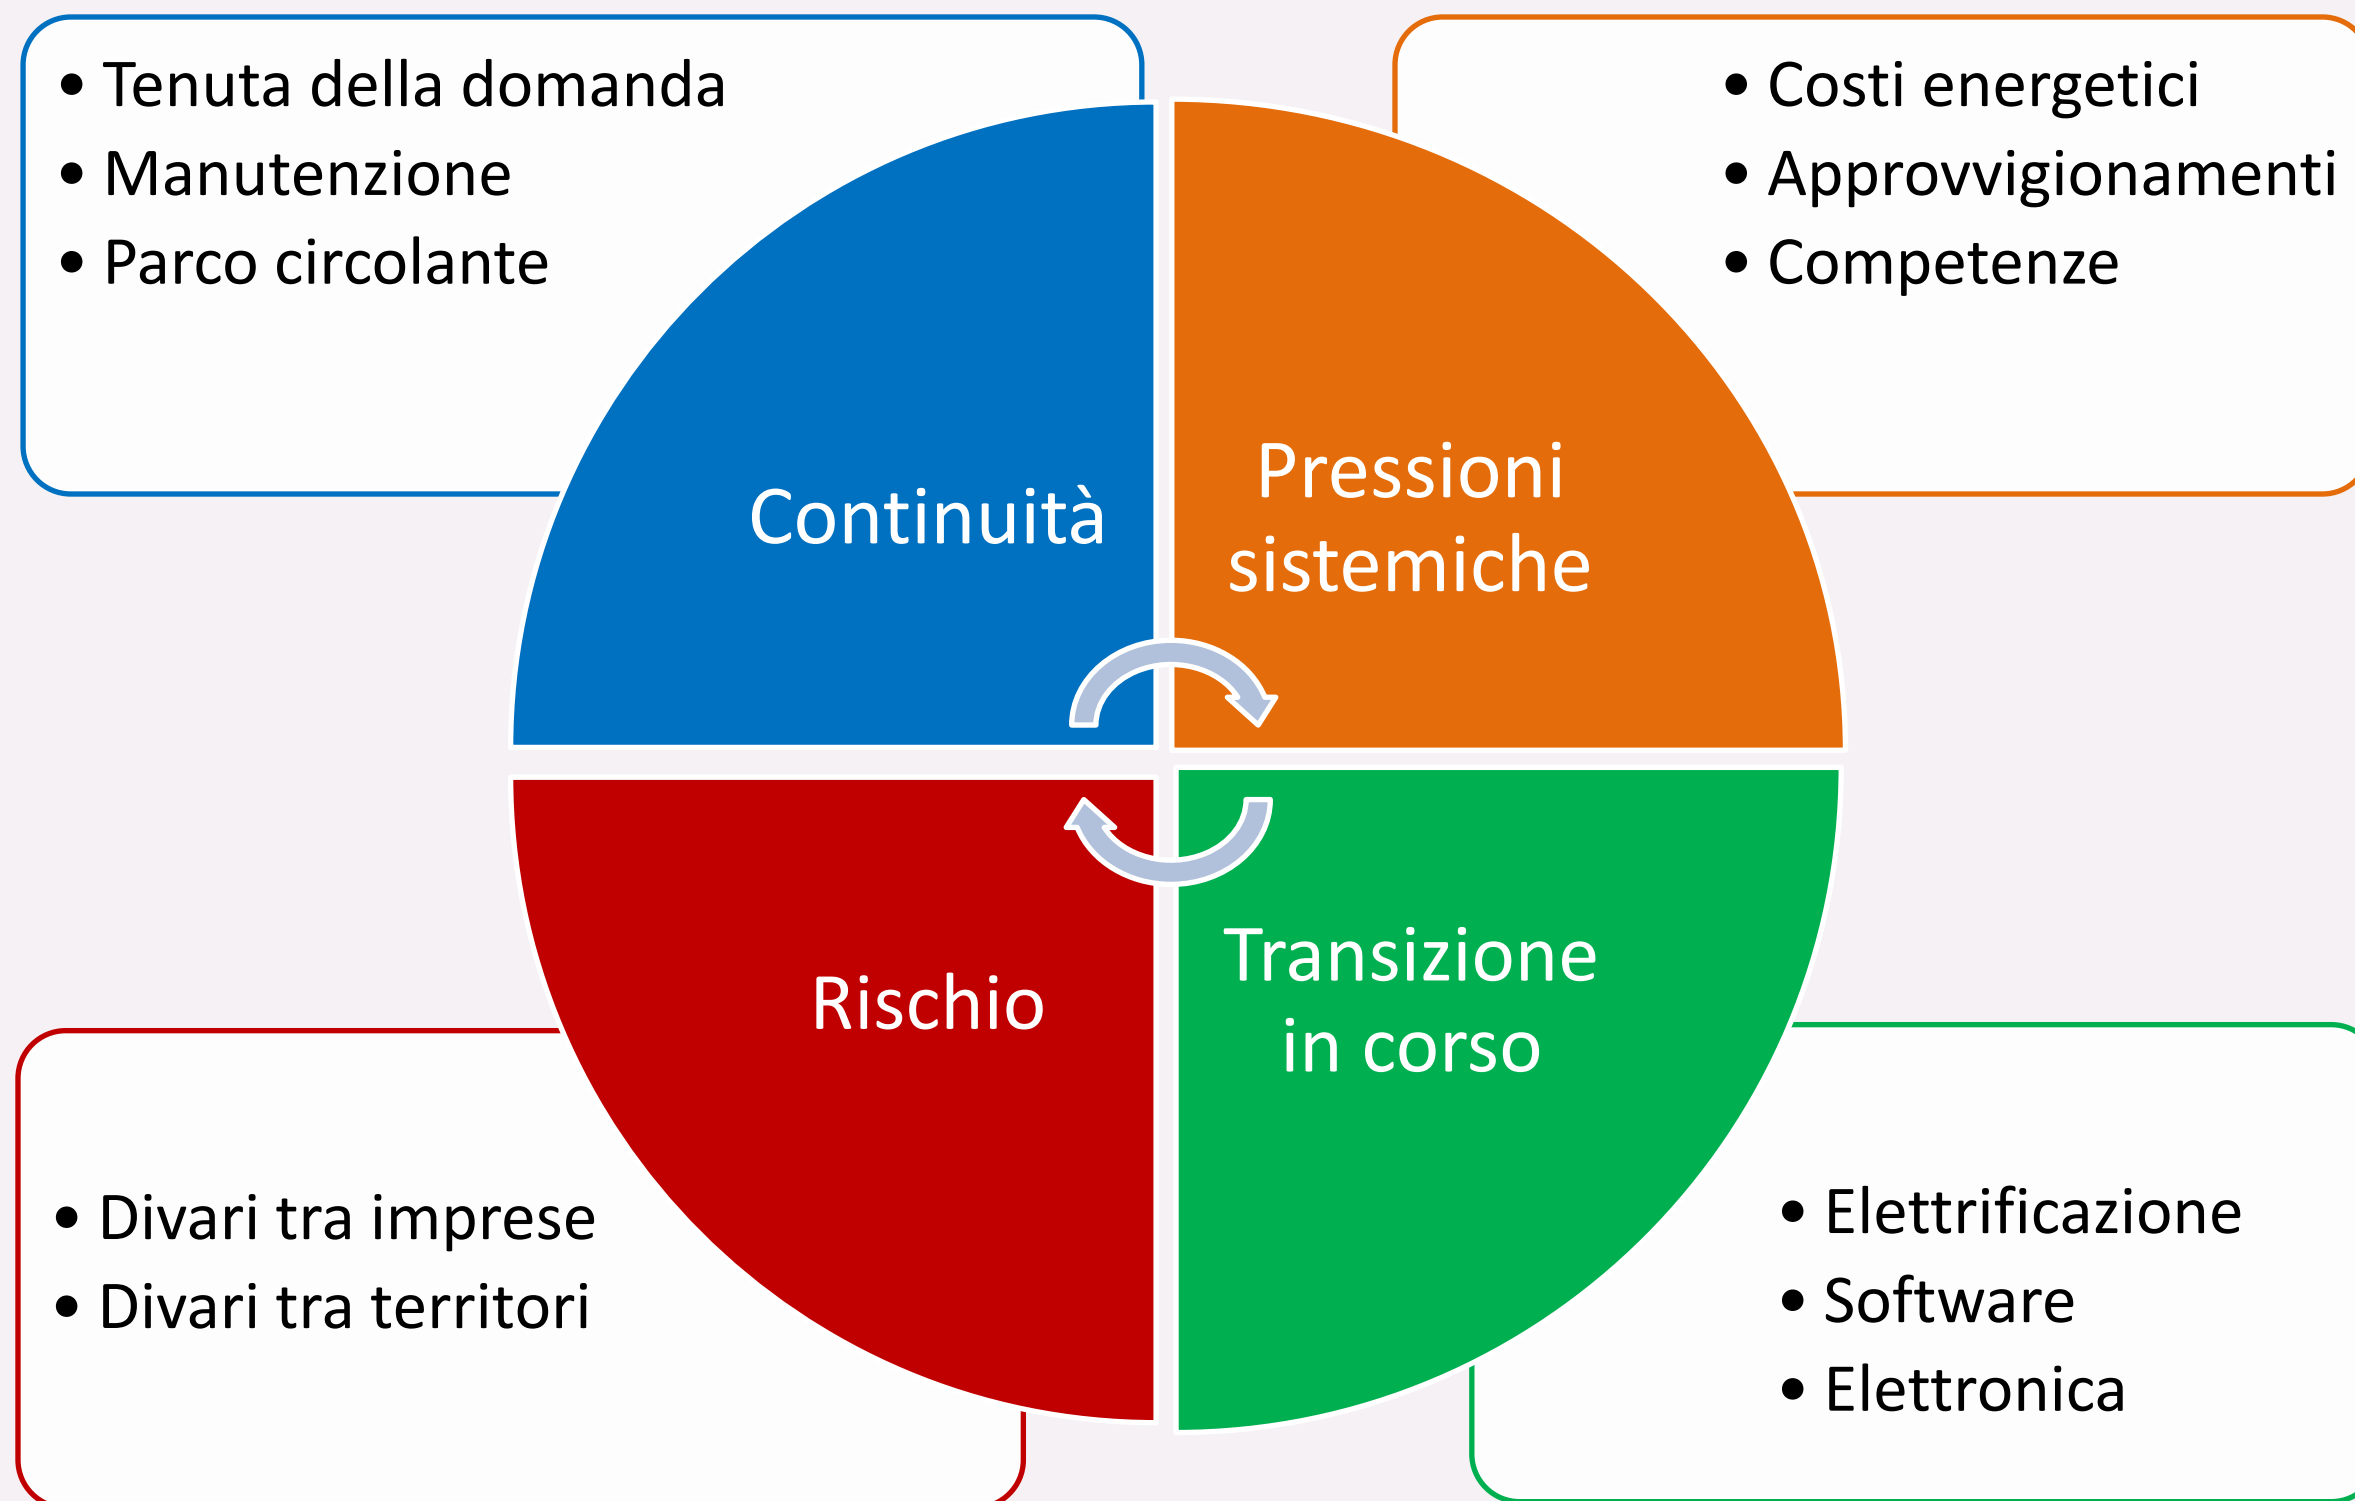 • Tenuta della domanda
• Manutenzione
• Parco circolante
• Costi energetici
• Approvvigionamenti
• Competenze
Continuità
Pressioni
sistemiche
Rischio
Transizione
in corso
• Divari tra imprese
• Divari tra territori
• Elettrificazione
• Software
• Elettronica